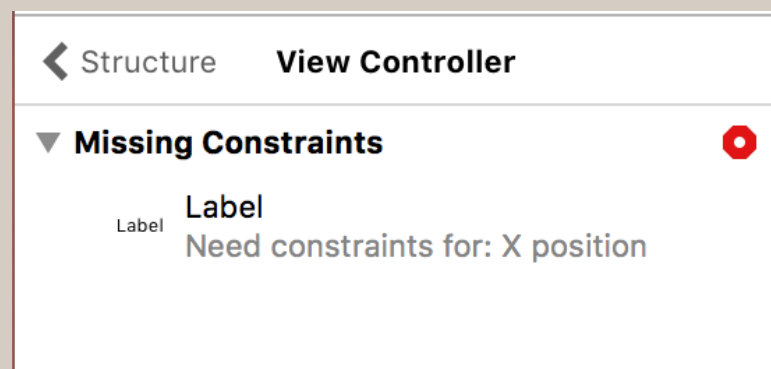 Structure View Controller
Missing Constraints
Label
Label
Need constraints for: X position